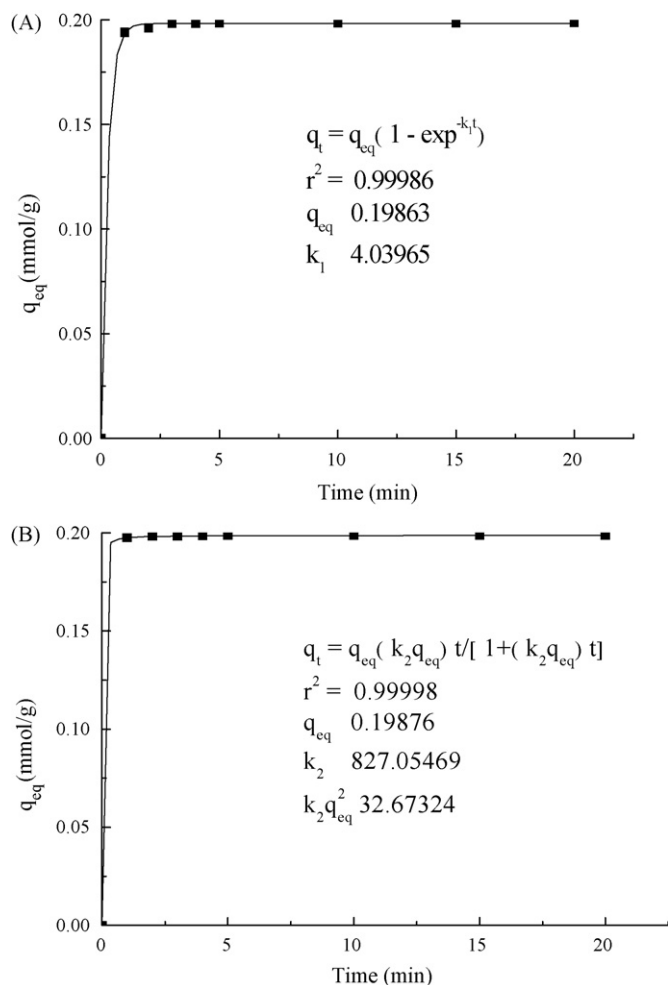 (A)
0.20
0.15
0.10
0.05
0.00
q_eq(mmol/g)
q_t = q_eq( 1 - exp^-k_1t)
r^2 = 0.99986
q_eq 0.19863
k_1 4.03965
0 5 10 15 20
Time (min)
(B)
0.20
0.15
0.10
0.05
0.00
q_eq(mmol/g)
q_t = q_eq( k_2q_eq) t/[ 1+( k_2q_eq) t]
r^2 = 0.99998
q_eq 0.19876
k_2 827.05469
k_2q_eq^2 32.67324
0 5 10 15 20
Time (min)